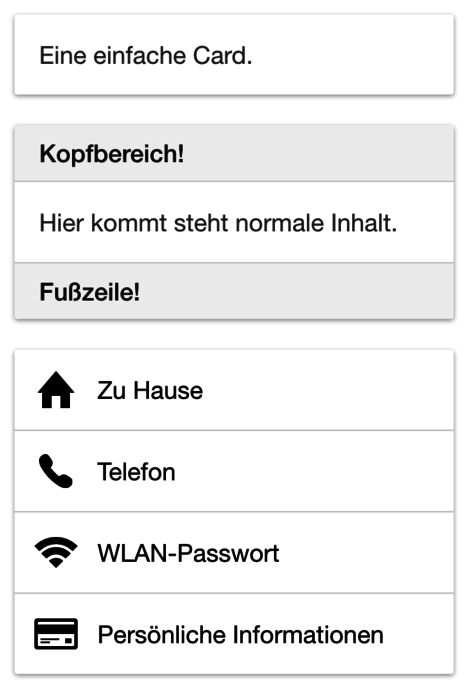 Eine einfache Card.
Kopfbereich!
Hier kommt steht normale Inhalt.
Fußzeile!
Zu Hause
Telefon
WLAN-Passwort
Persönliche Informationen